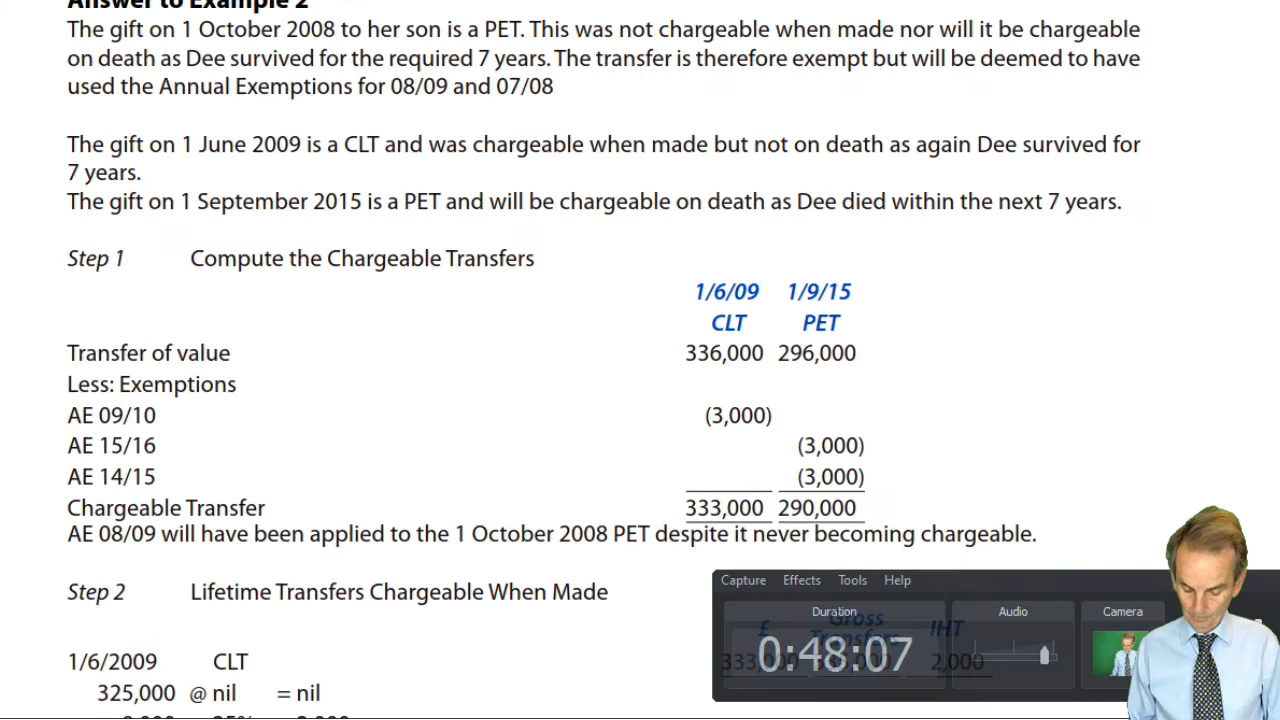 Answer to Example 2
The gift on 1 October 2008 to her son is a PET. This was not chargeable when made nor will it be chargeable
on death as Dee survived for the required 7 years. The transfer is therefore exempt but will be deemed to have
used the Annual Exemptions for 08/09 and 07/08
The gift on 1 June 2009 is a CLT and was chargeable when made but not on death as again Dee survived for
7 years.
The gift on 1 September 2015 is a PET and will be chargeable on death as Dee died within the next 7 years.
Step 1 Compute the Chargeable Transfers
1/6/09 1/9/15
CLT PET
Transfer of value 336,000 296,000
Less: Exemptions
AE 09/10 (3,000)
AE 15/16 (3,000)
AE 14/15 (3,000)
Chargeable Transfer 333,000 290,000
AE 08/09 will have been applied to the 1 October 2008 PET despite it never becoming chargeable.
Step 2 Lifetime Transfers Chargeable When Made
Capture Effects Tools Help
Duration Audio Camera
£ Gross IHT
Transfers
0:48:07
1/6/2009 CLT 2,000
325,000 @ nil = nil